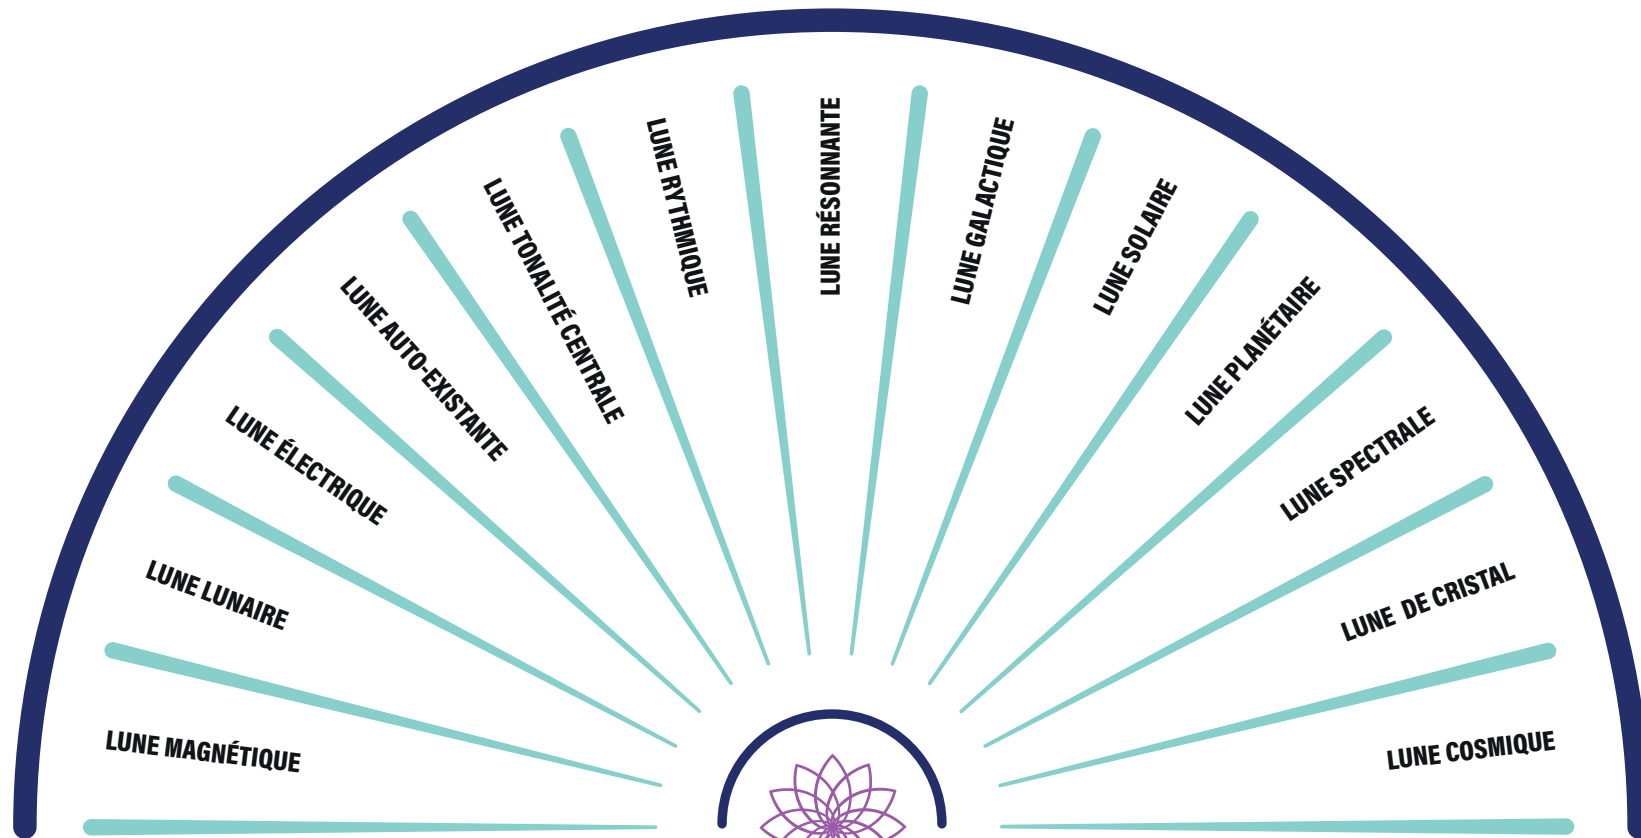 LUNE MAGNÉTIQUE
LUNE LUNAIRE
LUNE ÉLECTRIQUE
LUNE AUTO-EXISTANTE
LUNE TONALITÉ CENTRALE
LUNE RYTHMIQUE
LUNE RÉSONNANTE
LUNE GALACTIQUE
LUNE SOLAIRE
LUNE PLANÉTAIRE
LUNE SPECTRALE
LUNE DE CRISTAL
LUNE COSMIQUE